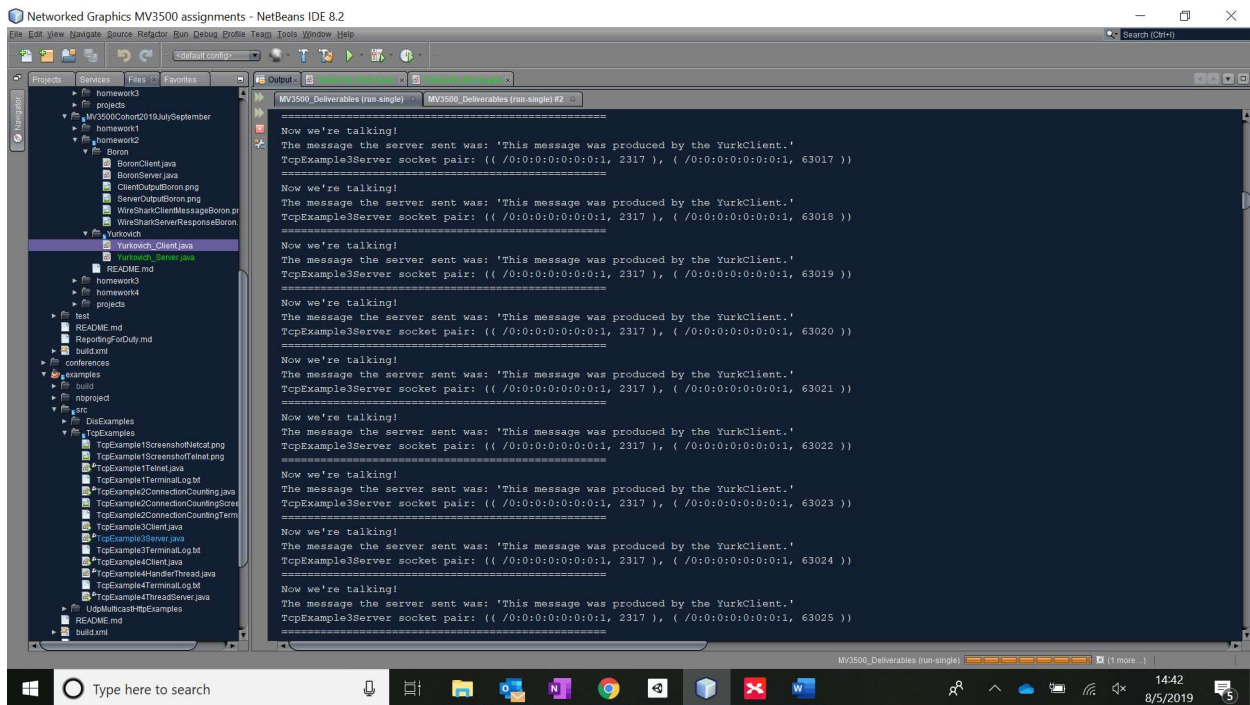 Networked Graphics MV3500 assignments - NetBeans IDE 8.2
File Edit View Navigate Source Refactor Run Debug Profile Team Tools Window Help
Search (Ctrl+I)
<default config>
Projects Services Files Favorites
Output
Navigator
MV3500_Deliverables (run-single) MV3500_Deliverables (run-single) #2
homework3
projects
MV3500Cohort2019JulySeptember
homework1
homework2
Boron
BoronClient.java
BoronServer.java
ClientOutputBoron.png
ServerOutputBoron.png
WireSharkClientMessageBoron.pr
WireSharkServerResponseBoron.
Yurkovich
Yurkovich_Client.java
Yurkovich_Server.java
README.md
homework3
homework4
projects
test
README.md
ReportingForDuty.md
build.xml
conferences
examples
build
nbproject
src
DisExamples
TcpExamples
TcpExample1ScreenshotNetcat.png
TcpExample1ScreenshotTelnet.png
TcpExample1Telnet.java
TcpExample1TerminalLog.txt
TcpExample2ConnectionCounting.java
TcpExample2ConnectionCountingScree
TcpExample2ConnectionCountingTerm
TcpExample3Client.java
TcpExample3Server.java
TcpExample3TerminalLog.txt
TcpExample4Client.java
TcpExample4HandlerThread.java
TcpExample4TerminalLog.txt
TcpExample4ThreadServer.java
UdpMulticastHttpExamples
README.md
build.xml
==================================================
Now we're talking!
The message the server sent was: 'This message was produced by the YurkClient.'
TcpExample3Server socket pair: (( /0:0:0:0:0:0:0:1, 2317 ), ( /0:0:0:0:0:0:0:1, 63017 ))
==================================================
Now we're talking!
The message the server sent was: 'This message was produced by the YurkClient.'
TcpExample3Server socket pair: (( /0:0:0:0:0:0:0:1, 2317 ), ( /0:0:0:0:0:0:0:1, 63018 ))
==================================================
Now we're talking!
The message the server sent was: 'This message was produced by the YurkClient.'
TcpExample3Server socket pair: (( /0:0:0:0:0:0:0:1, 2317 ), ( /0:0:0:0:0:0:0:1, 63019 ))
==================================================
Now we're talking!
The message the server sent was: 'This message was produced by the YurkClient.'
TcpExample3Server socket pair: (( /0:0:0:0:0:0:0:1, 2317 ), ( /0:0:0:0:0:0:0:1, 63020 ))
==================================================
Now we're talking!
The message the server sent was: 'This message was produced by the YurkClient.'
TcpExample3Server socket pair: (( /0:0:0:0:0:0:0:1, 2317 ), ( /0:0:0:0:0:0:0:1, 63021 ))
==================================================
Now we're talking!
The message the server sent was: 'This message was produced by the YurkClient.'
TcpExample3Server socket pair: (( /0:0:0:0:0:0:0:1, 2317 ), ( /0:0:0:0:0:0:0:1, 63022 ))
==================================================
Now we're talking!
The message the server sent was: 'This message was produced by the YurkClient.'
TcpExample3Server socket pair: (( /0:0:0:0:0:0:0:1, 2317 ), ( /0:0:0:0:0:0:0:1, 63023 ))
==================================================
Now we're talking!
The message the server sent was: 'This message was produced by the YurkClient.'
TcpExample3Server socket pair: (( /0:0:0:0:0:0:0:1, 2317 ), ( /0:0:0:0:0:0:0:1, 63024 ))
==================================================
Now we're talking!
The message the server sent was: 'This message was produced by the YurkClient.'
TcpExample3Server socket pair: (( /0:0:0:0:0:0:0:1, 2317 ), ( /0:0:0:0:0:0:0:1, 63025 ))
==================================================
MV3500_Deliverables (run-single) (1 more...)
Type here to search
14:42
8/5/2019
5